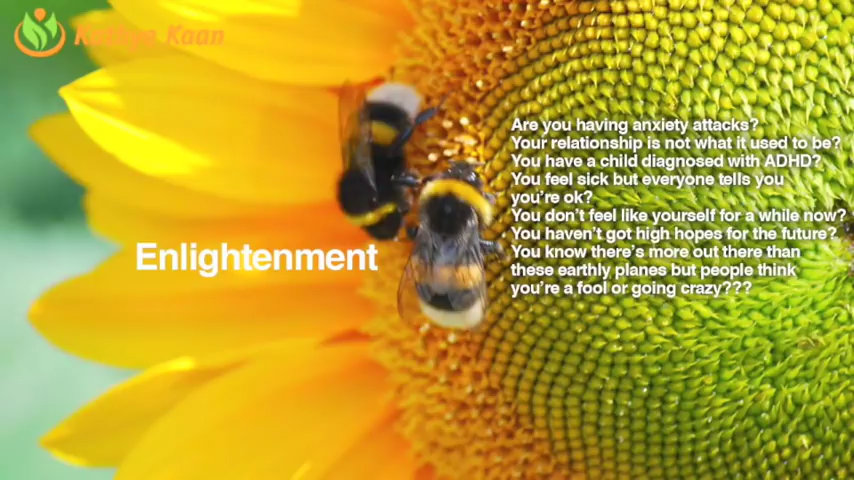 Kathye Kaan
Enlightenment
Are you having anxiety attacks?
Your relationship is not what it used to be?
You have a child diagnosed with ADHD?
You feel sick but everyone tells you
you're ok?
You don't feel like yourself for a while now?
You haven't got high hopes for the future?
You know there's more out there than
these earthly planes but people think
you're a fool or going crazy???